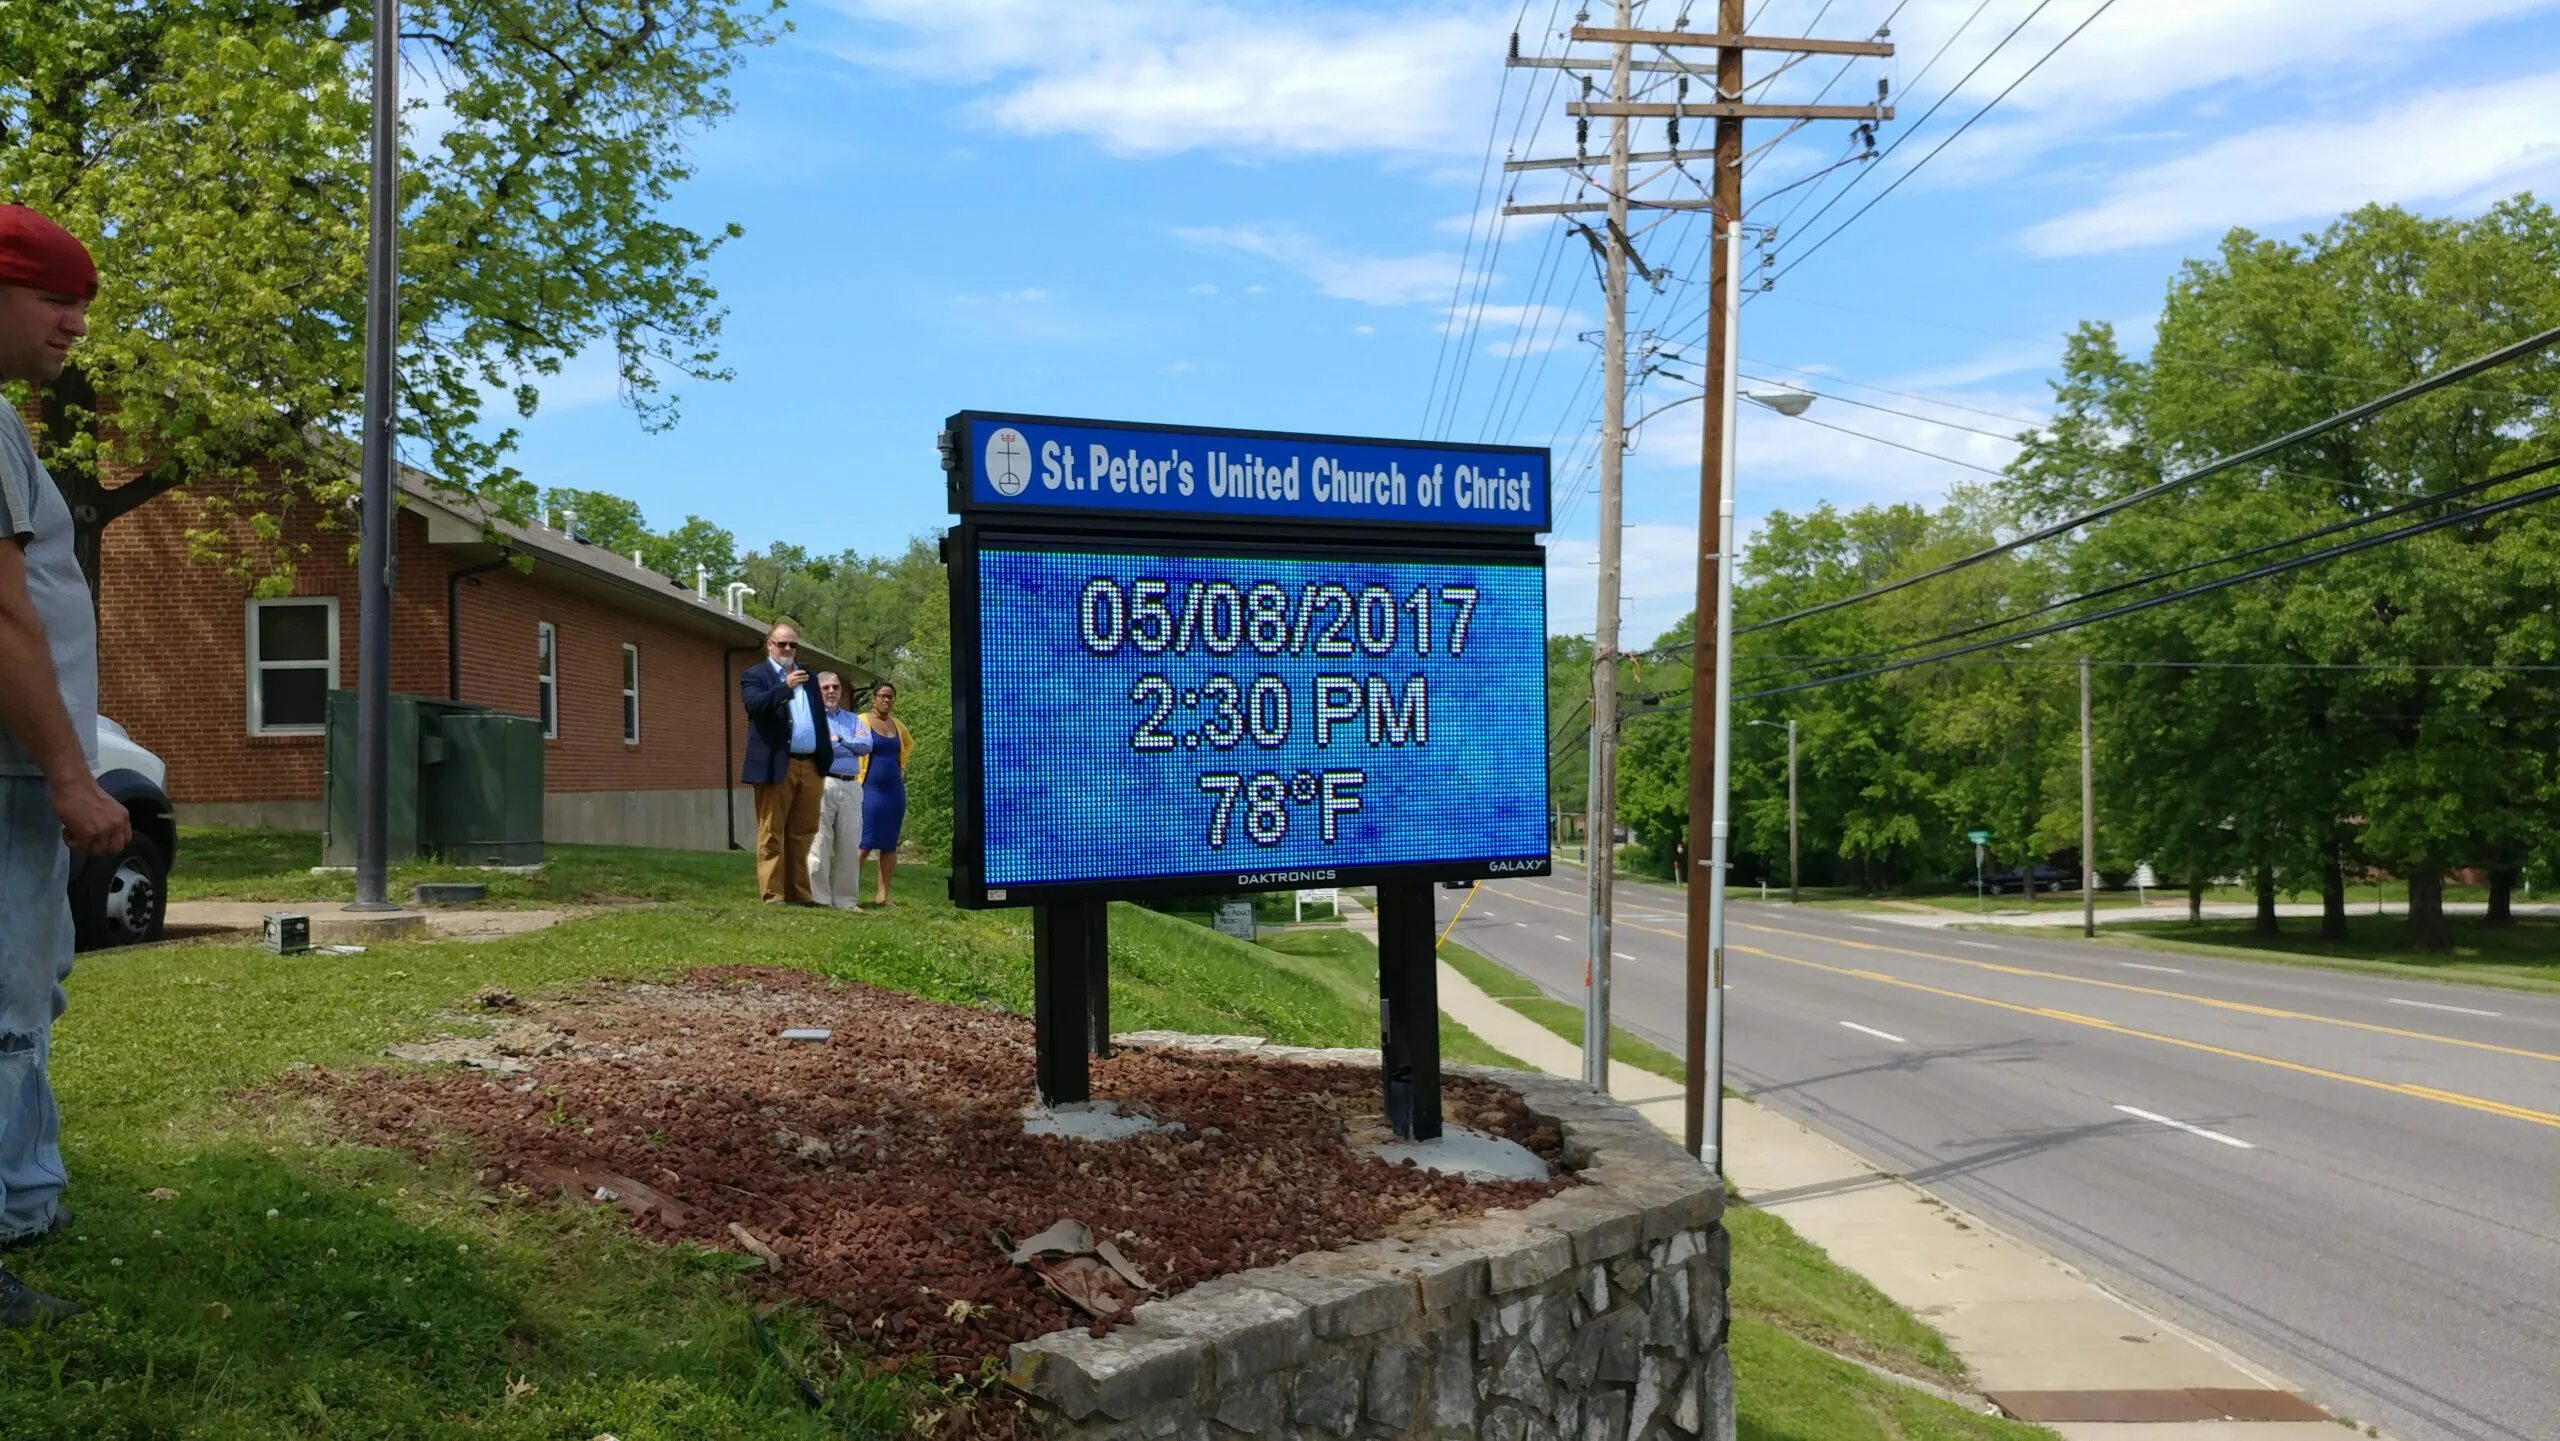 St. Peter's United Church of Christ
05/08/2017
2:30 PM
78°F
DAKTRONICS
GALAXY